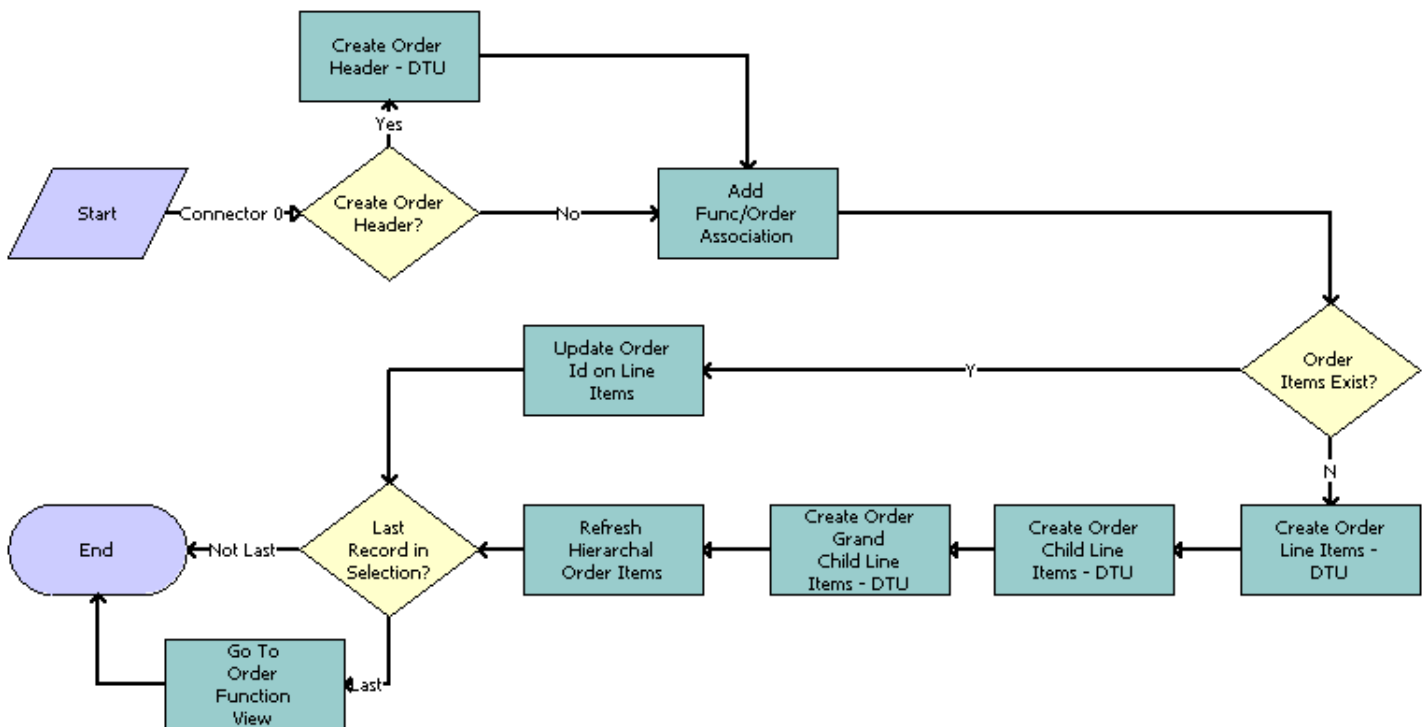 Create Order
Header - DTU
Yes
Start
Connector 0
Create Order
Header?
No
Add
Func/Order
Association
Update Order
Id on Line
Items
Y
Order
Items Exist?
N
End
Not Last
Last
Record in
Selection?
Refresh
Hierarchal
Order Items
Create Order
Grand
Child Line
Items - DTU
Create Order
Child Line
Items - DTU
Create Order
Line Items -
DTU
Go To
Order
Function
View
Last